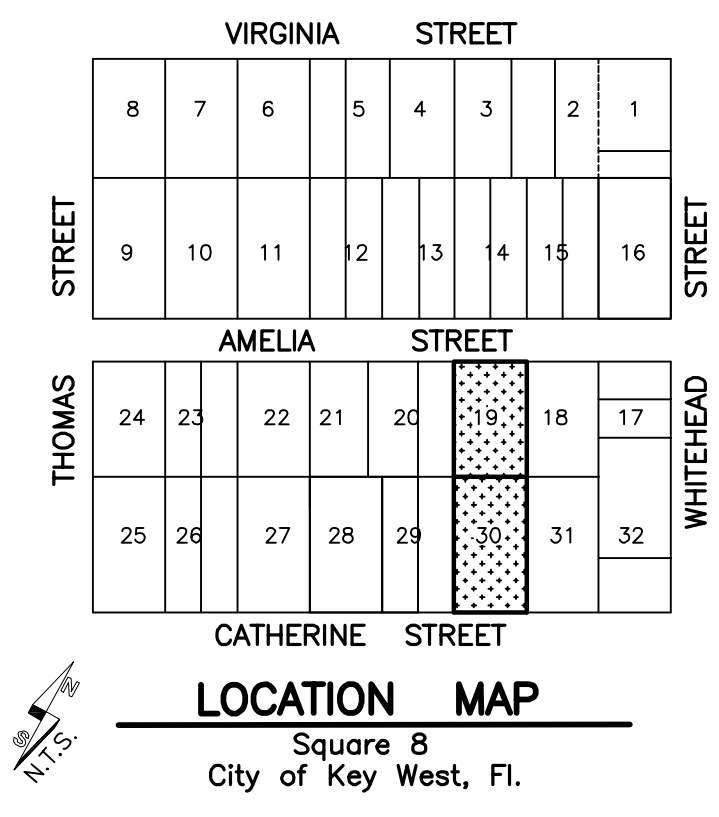 VIRGINIA STREET
8 7 6 5 4 3 2 1
STREET
STREET
9 10 11 12 13 14 15 16
AMELIA STREET
THOMAS
WHITEHEAD
24 23 22 21 20 19 18 17
25 26 27 28 29 30 31 32
CATHERINE STREET
N
S
N.T.S.
LOCATION MAP
Square 8
City of Key West, Fl.